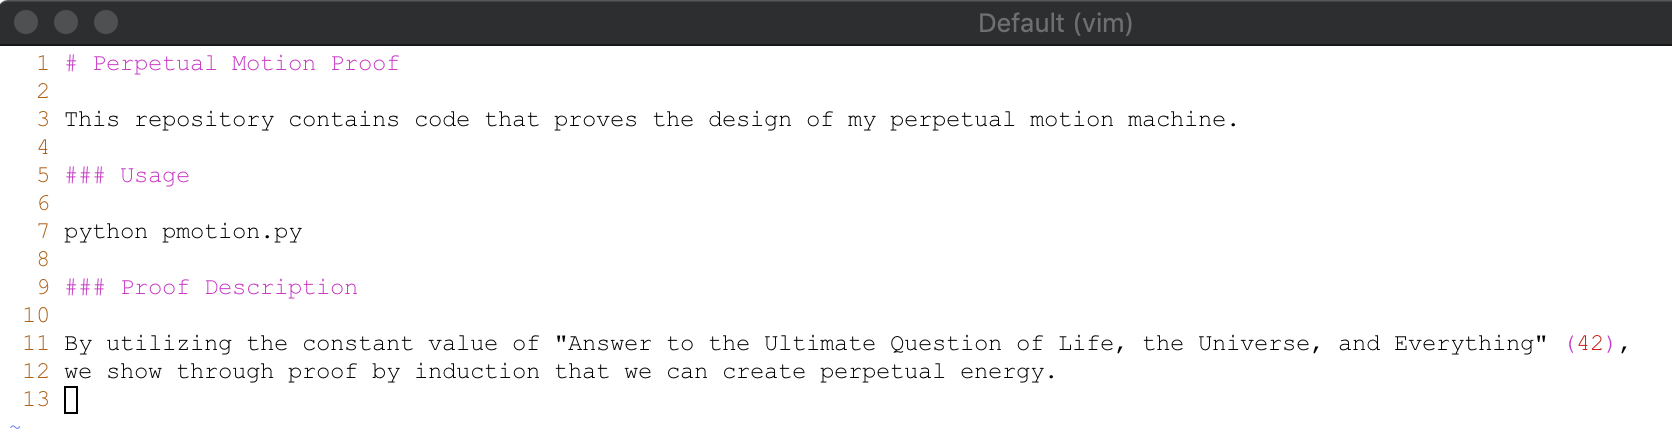 Default (vim)
1 # Perpetual Motion Proof
2
3 This repository contains code that proves the design of my perpetual motion machine.
4
5 ### Usage
6
7 python pmotion.py
8
9 ### Proof Description
10
11 By utilizing the constant value of "Answer to the Ultimate Question of Life, the Universe, and Everything" (42),
12 we show through proof by induction that we can create perpetual energy.
13
~